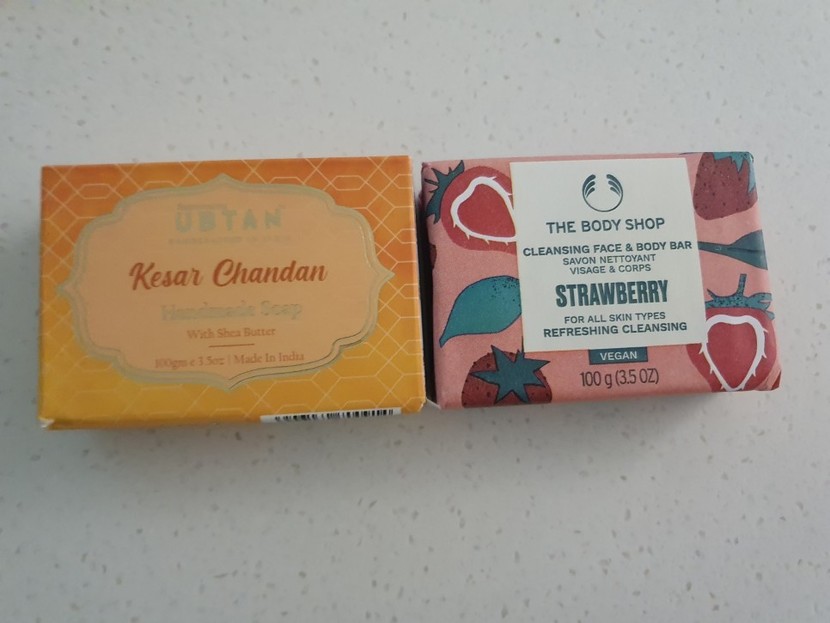 UBTAN
Kesar Chandan
Handmade Soap
With Shea Butter
100gm e 3.5oz | Made In India
THE BODY SHOP
CLEANSING FACE & BODY BAR
SAVON NETTOYANT
VISAGE & CORPS
STRAWBERRY
FOR ALL SKIN TYPES
REFRESHING CLEANSING
VEGAN
100 g (3.5 OZ)